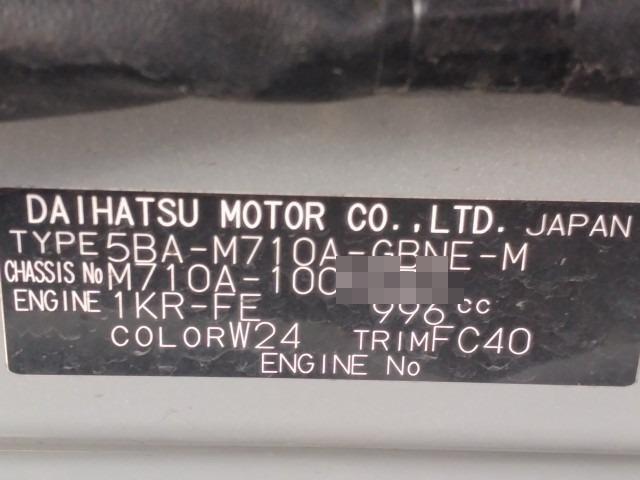 DAIHATSU MOTOR CO.,LTD. JAPAN
TYPE 5BA-M710A-GBNE-M
CHASSIS No M710A-100
ENGINE 1KR-FE 996 cc
COLOR W24 TRIM FC40
ENGINE No